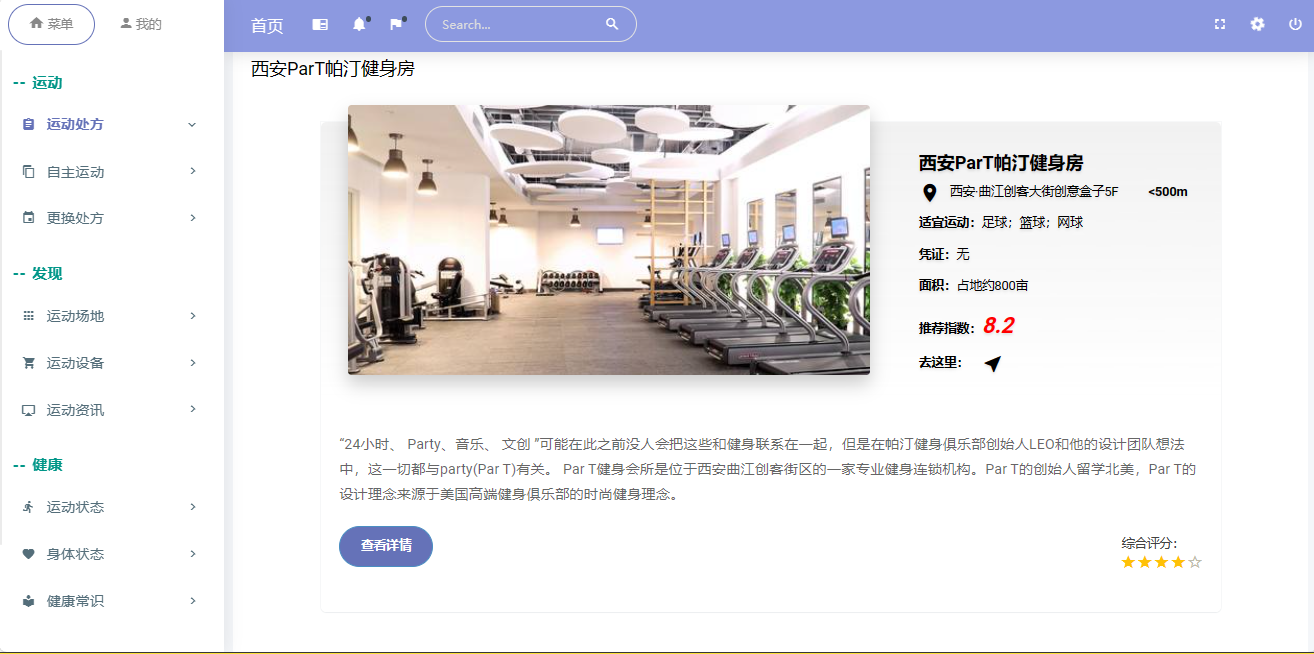 菜单
我的
首页
Search...
-- 运动
运动处方
自主运动
更换处方
-- 发现
运动场地
运动设备
运动资讯
-- 健康
运动状态
身体状态
健康常识
西安ParT帕汀健身房
西安ParT帕汀健身房
西安·曲江创客大街创意盒子5F <500m
适宜运动：足球；篮球；网球
凭证：无
面积：占地约800亩
推荐指数：8.2
去这里：
“24小时、 Party、音乐、 文创 ”可能在此之前没人会把这些和健身联系在一起，但是在帕汀健身俱乐部创始人LEO和他的设计团队想法
中，这一切都与party(Par T)有关。 Par T健身会所是位于西安曲江创客街区的一家专业健身连锁机构。Par T的创始人留学北美，Par T的
设计理念来源于美国高端健身俱乐部的时尚健身理念。
查看详情
综合评分：